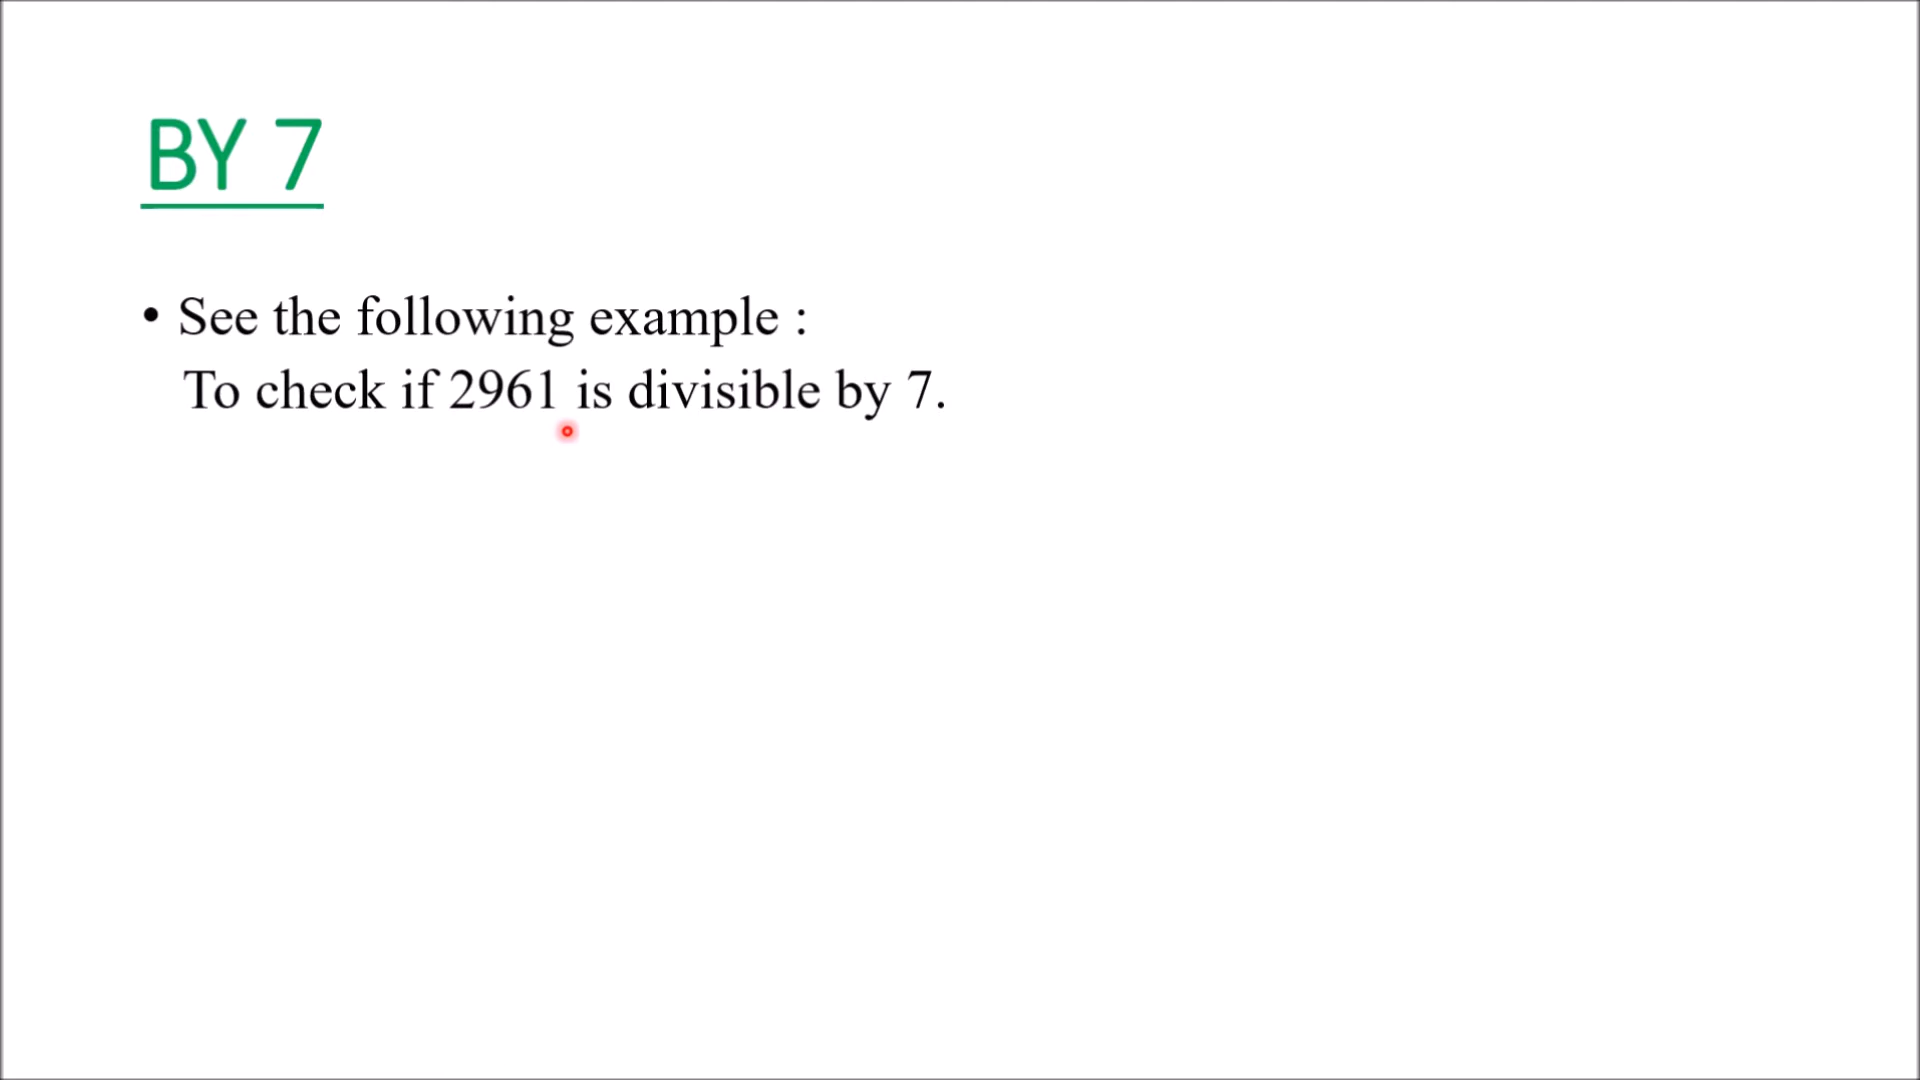 BY 7
• See the following example :
To check if 2961 is divisible by 7.